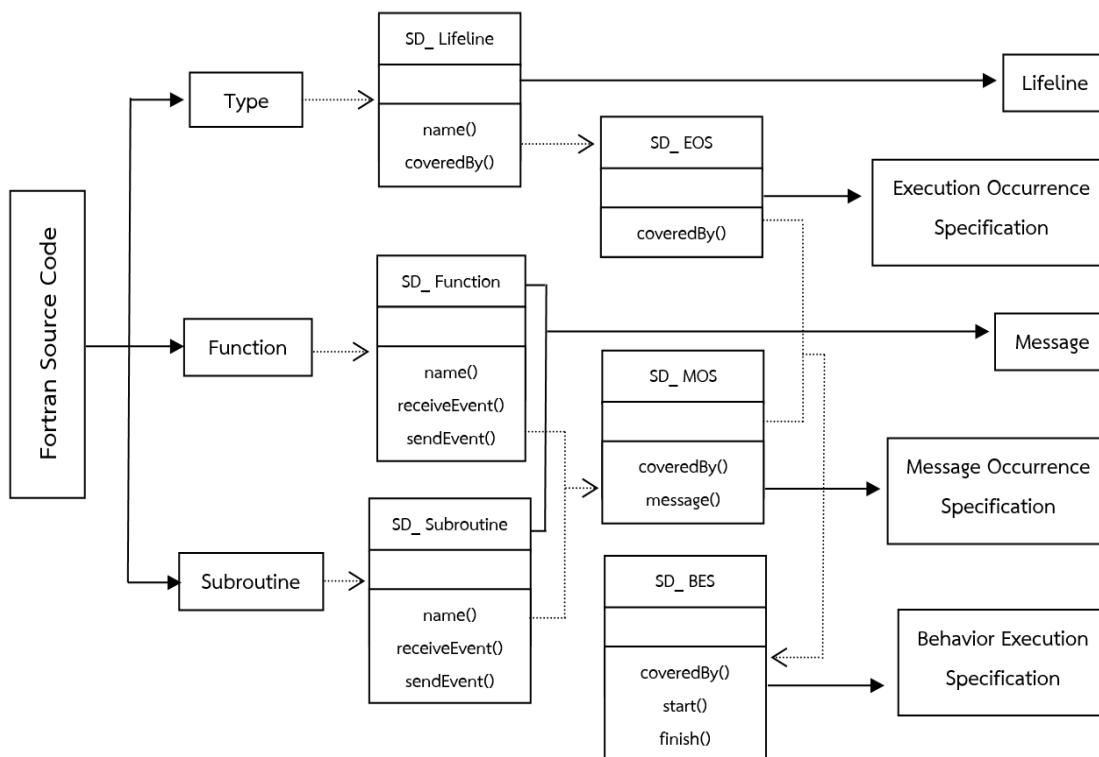 Fortran Source Code
Type
Function
Subroutine
SD_ Lifeline
name()
coveredBy()
SD_ Function
name()
receiveEvent()
sendEvent()
SD_ Subroutine
name()
receiveEvent()
sendEvent()
SD_ EOS
coveredBy()
SD_ MOS
coveredBy()
message()
SD_ BES
coveredBy()
start()
finish()
Lifeline
Execution Occurrence
Specification
Message
Message Occurrence
Specification
Behavior Execution
Specification